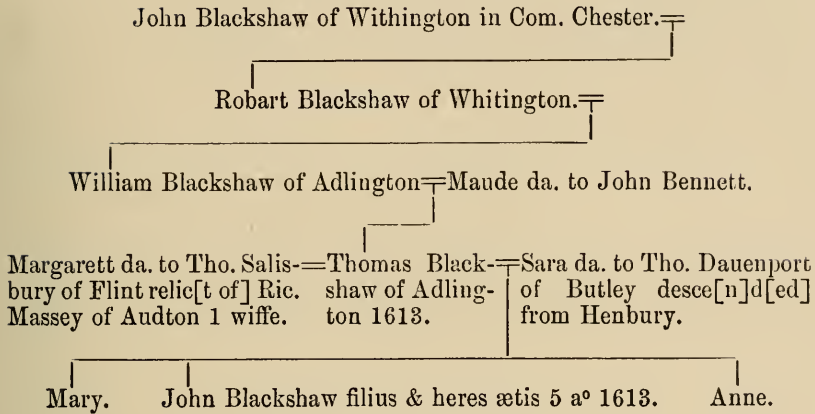 John Blackshaw of Withington in Com. Chester.
Robart Blackshaw of Whitington.
William Blackshaw of Adlington Maude da. to John Bennett.
Margarett da. to Tho. Salis-
bury of Flint relic[t of] Ric.
Massey of Audton 1 wiffe.
Thomas Black-
shaw of Adling-
ton 1613.
Sara da. to Tho. Dauenport
of Butley desce[n]d[ed]
from Henbury.
Mary. John Blackshaw filius & heres ætis 5 aº 1613. Anne.